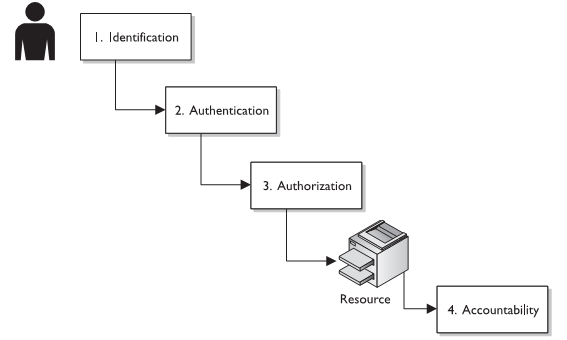 1. Identification
2. Authentication
3. Authorization
Resource
4. Accountability